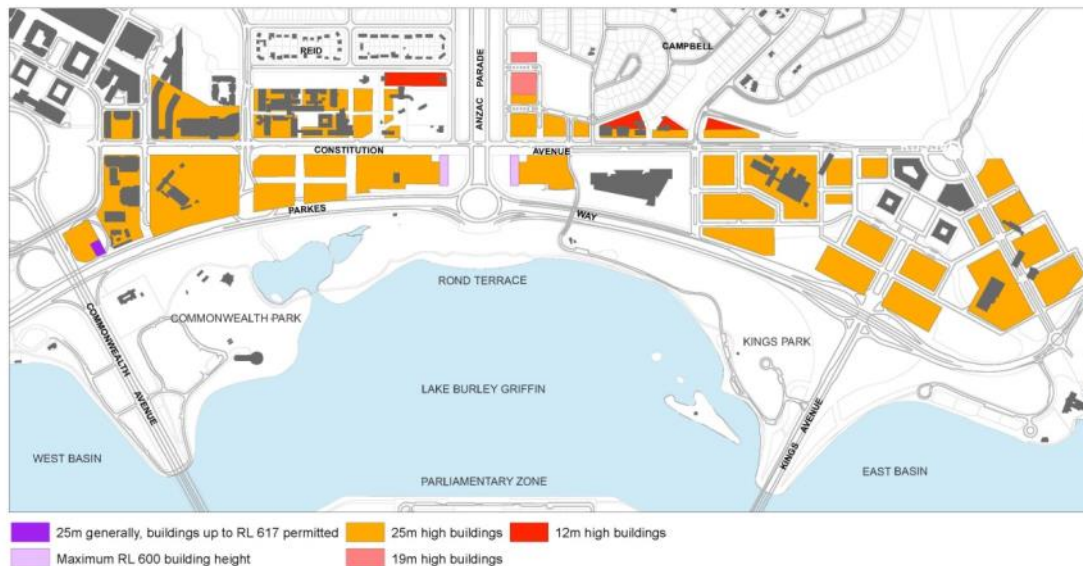 REID
CAMPBELL
ANZAC PARADE
CONSTITUTION
AVENUE
PARKES
WAY
ROND TERRACE
COMMONWEALTH PARK
COMMONWEALTH AVENUE
KINGS PARK
LAKE BURLEY GRIFFIN
KINGS AVENUE
WEST BASIN
EAST BASIN
PARLIAMENTARY ZONE
25m generally, buildings up to RL 617 permitted
25m high buildings
12m high buildings
Maximum RL 600 building height
19m high buildings